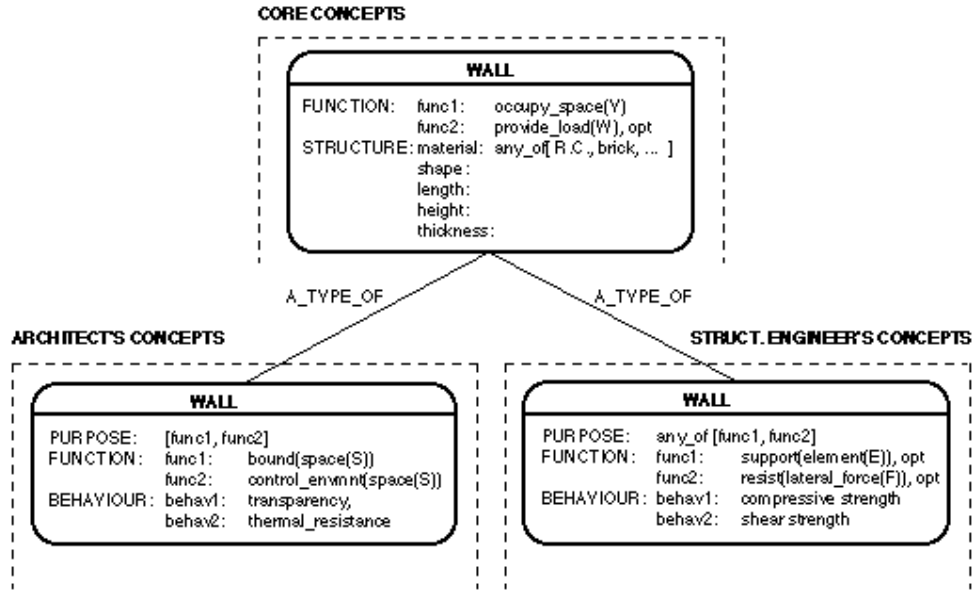 CORE CONCEPTS
WALL
FUNCTION: func1: occupy_space(Y)
func2: provide_load(W), opt
STRUCTURE: material: any_of[ R.C., brick, ... ]
shape:
length:
height:
thickness:
A_TYPE_OF A_TYPE_OF
ARCHITECT'S CONCEPTS
WALL
PURPOSE: [func1, func2]
FUNCTION: func1: bound(space(S))
func2: control_envmnt(space(S))
BEHAVIOUR: behav1: transparency,
behav2: thermal_resistance
STRUCT. ENGINEER'S CONCEPTS
WALL
PURPOSE: any_of [func1, func2]
FUNCTION: func1: support(element(E)), opt
func2: resist(lateral_force(F)), opt
BEHAVIOUR: behav1: compressive strength
behav2: shear strength